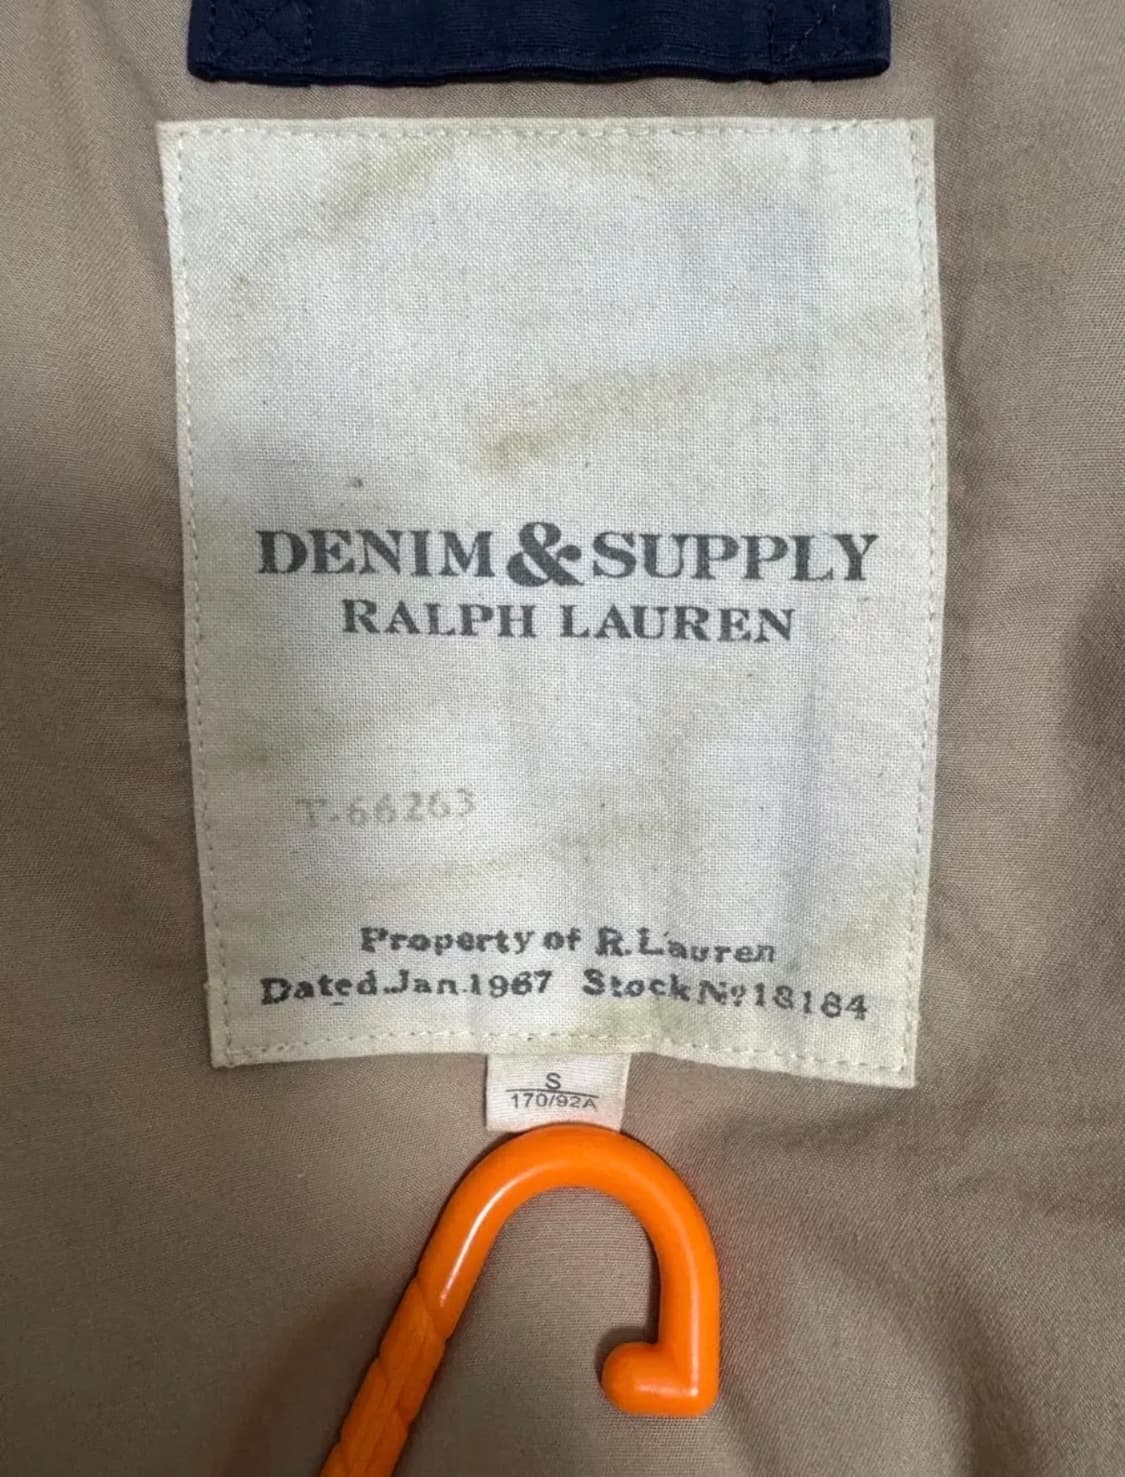 DENIM & SUPPLY
RALPH LAUREN
T-66263
Property of R. Lauren
Dated Jan. 1967 Stock Nº 18184
S
170/92A